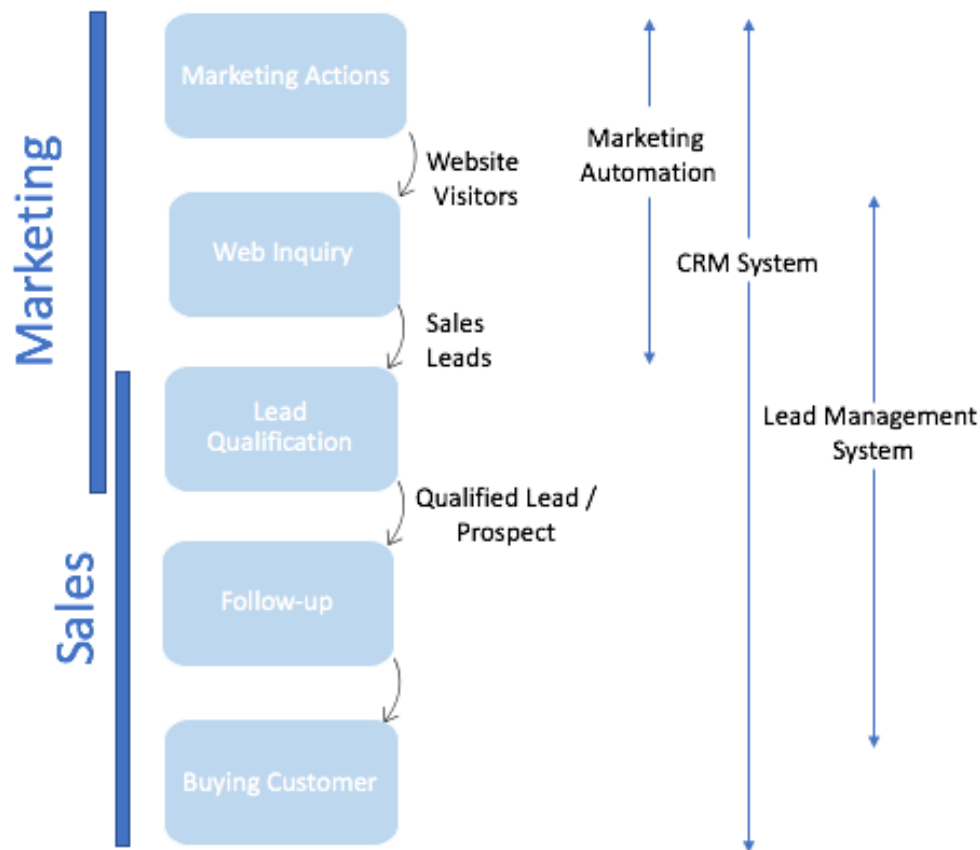 Marketing
Sales
Marketing Actions
Website
Visitors
Web Inquiry
Sales
Leads
Lead
Qualification
Qualified Lead /
Prospect
Follow-up
Buying Customer
Marketing
Automation
CRM System
Lead Management
System